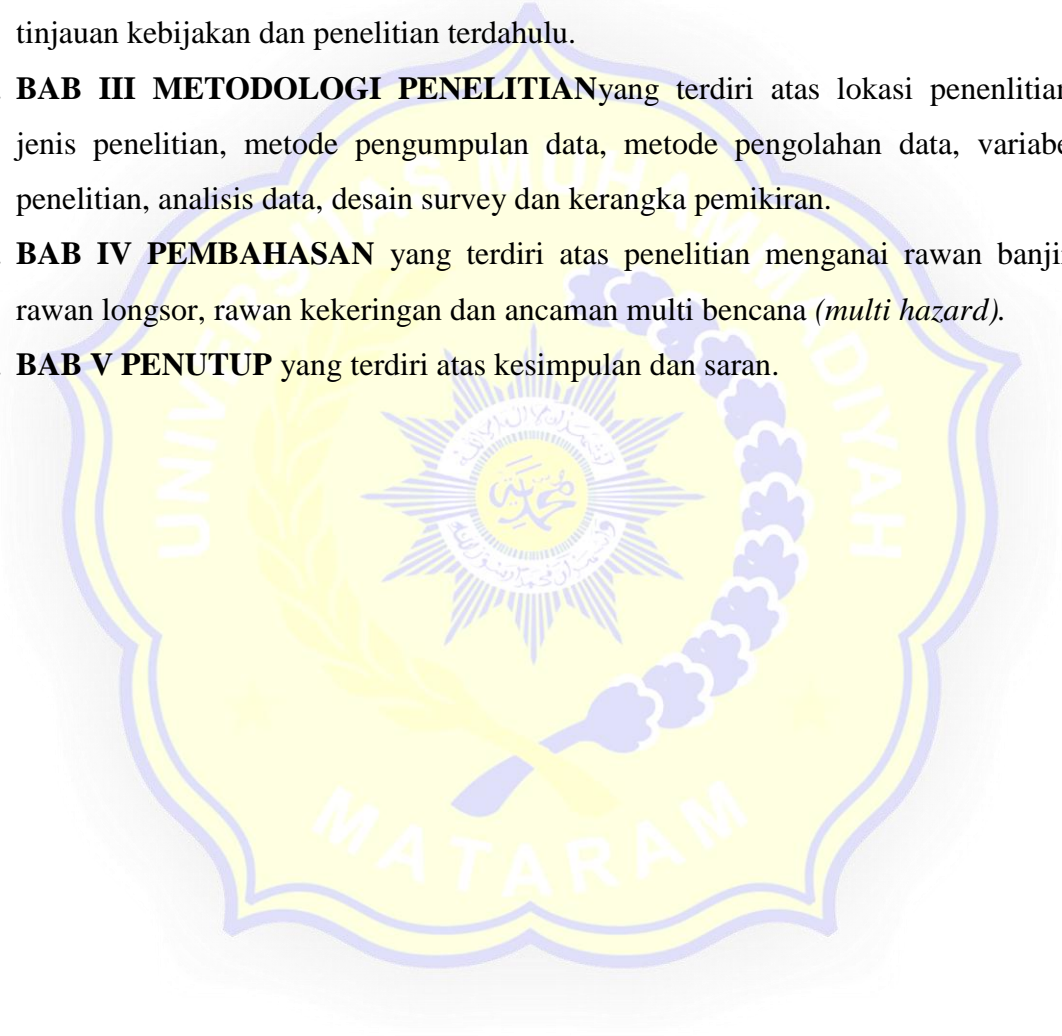 tinjauan kebijakan dan penelitian terdahulu.
BAB III METODOLOGI PENELITIANyang terdiri atas lokasi penenlitian
jenis penelitian, metode pengumpulan data, metode pengolahan data, variabe
penelitian, analisis data, desain survey dan kerangka pemikiran.
BAB IV PEMBAHASAN yang terdiri atas penelitian menganai rawan banjir
rawan longsor, rawan kekeringan dan ancaman multi bencana (multi hazard).
BAB V PENUTUP yang terdiri atas kesimpulan dan saran.
UNIVERSITAS MUHAMMADIYAH
MATARAM